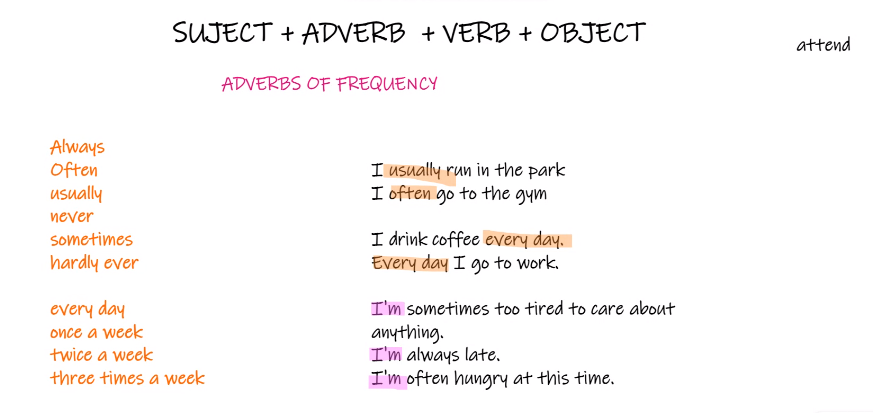 SUJECT + ADVERB + VERB + OBJECT
attend
ADVERBS OF FREQUENCY
Always
Often
usually
never
sometimes
hardly ever
every day
once a week
twice a week
three times a week
I usually run in the park
I often go to the gym
I drink coffee every day.
Every day I go to work.
I'm sometimes too tired to care about
anything.
I'm always late.
I'm often hungry at this time.